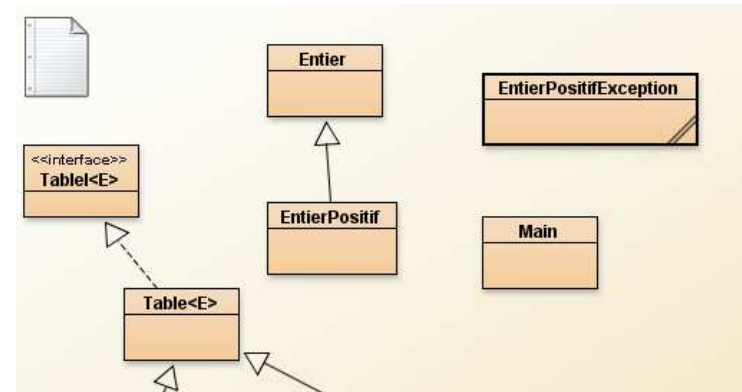 Entier
EntierPositifException
<<interface>>
TableI<E>
EntierPositif
Main
Table<E>